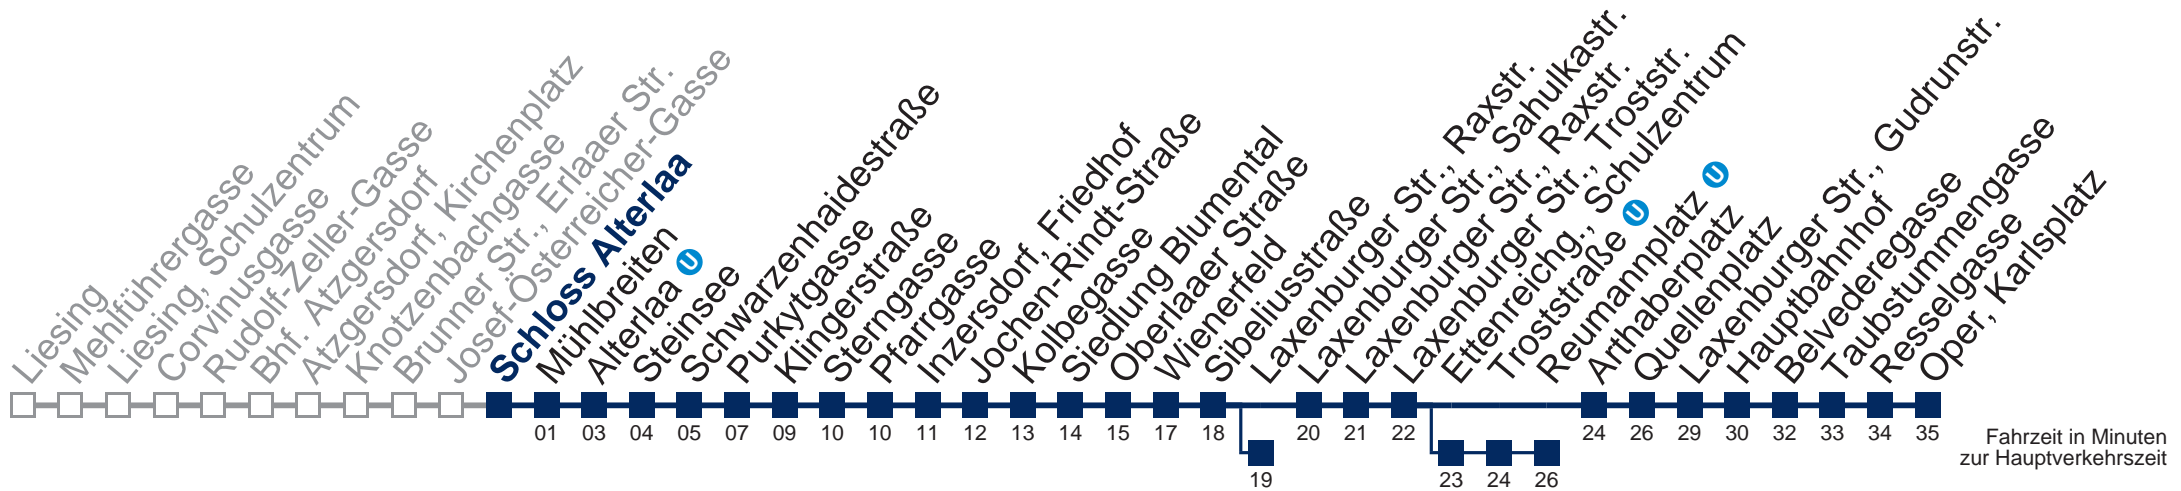 Liesing
Mehlführergasse
Liesing, Schulzentrum
Corvinusgasse
Rudolf-Zeller-Gasse
Bhf. Atzgersdorf
Atzgersdorf, Kirchenplatz
Knotzenbachgasse
Brunner Str., Erlaaer Str.
Josef-Österreicher-Gasse
Schloss Alterlaa
Mühlbreiten
Alterlaa U
Steinsee
Schwarzenhaidestraße
Purkytgasse
Klingerstraße
Sterngasse
Pfarrgasse
Inzersdorf, Friedhof
Jochen-Rindt-Straße
Kolbegasse
Siedlung Blumental
Oberlaaer Straße
Wienerfeld
Sibeliusstraße
Laxenburger Str., Raxstr.
Laxenburger Str., Sahulkastr.
Laxenburger Str., Raxstr.
Laxenburger Str., Troststr.
Ettenreichg., Schulzentrum
Troststraße U
Reumannplatz U
Arthaberplatz
Quellenplatz
Laxenburger Str., Gudrunstr.
Hauptbahnhof
Belvederegasse
Taubstummengasse
Resselgasse
Oper, Karlsplatz
01 03 04 05 07 09 10 10 11 12 13 14 15 17 18 20 21 22 24 26 29 30 32 33 34 35
19 23 24 26
Fahrzeit in Minuten
zur Hauptverkehrszeit